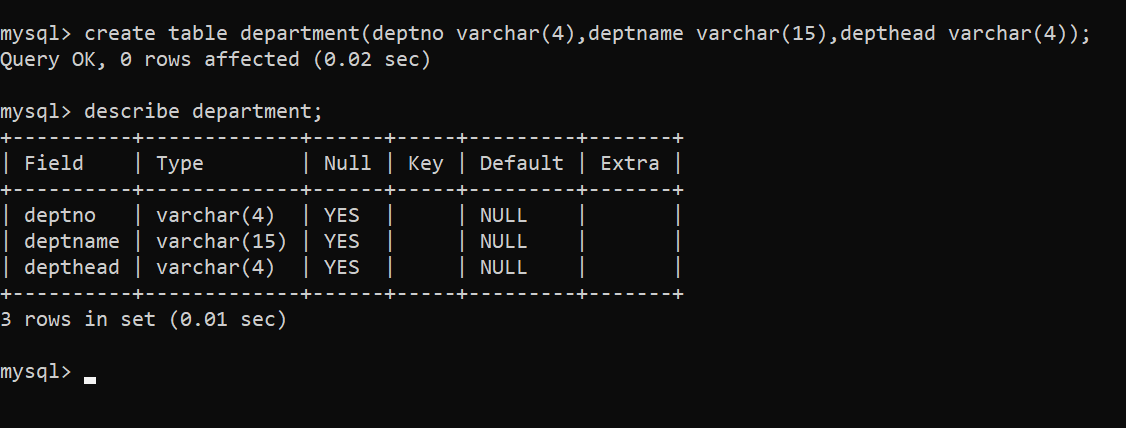 mysql> create table department(deptno varchar(4),deptname varchar(15),depthead varchar(4));
Query OK, 0 rows affected (0.02 sec)
mysql> describe department;
+----------+-------------+------+-----+---------+-------+
| Field    | Type        | Null | Key | Default | Extra |
+----------+-------------+------+-----+---------+-------+
| deptno   | varchar(4)  | YES  |     | NULL    |       |
| deptname | varchar(15) | YES  |     | NULL    |       |
| depthead | varchar(4)  | YES  |     | NULL    |       |
+----------+-------------+------+-----+---------+-------+
3 rows in set (0.01 sec)
mysql>